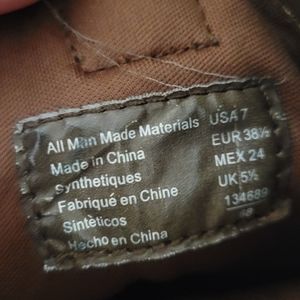 All Man Made Materials
Made in China
Synthetiques
Fabriqué en Chine
Sintèticos
Hecho en China
USA 7
EUR 38½
MEX 24
UK 5½
134689